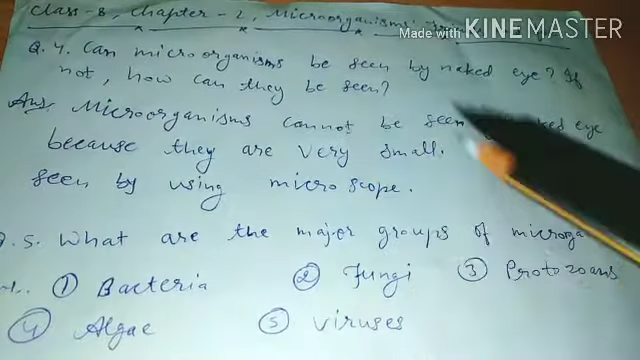 Class-8, Chapter-2, Microorganisms:
Made with KINEMASTER
Q.4. Can microorganisms be seen by naked eye? If
not, how can they be seen?
Ans. Microorganisms cannot be seen eye
because they are very small.
seen by using microscope.
Q.5. What are the major groups of microrga
① Bacteria ② Fungi ③ Protozoans
④ Algae ⑤ viruses